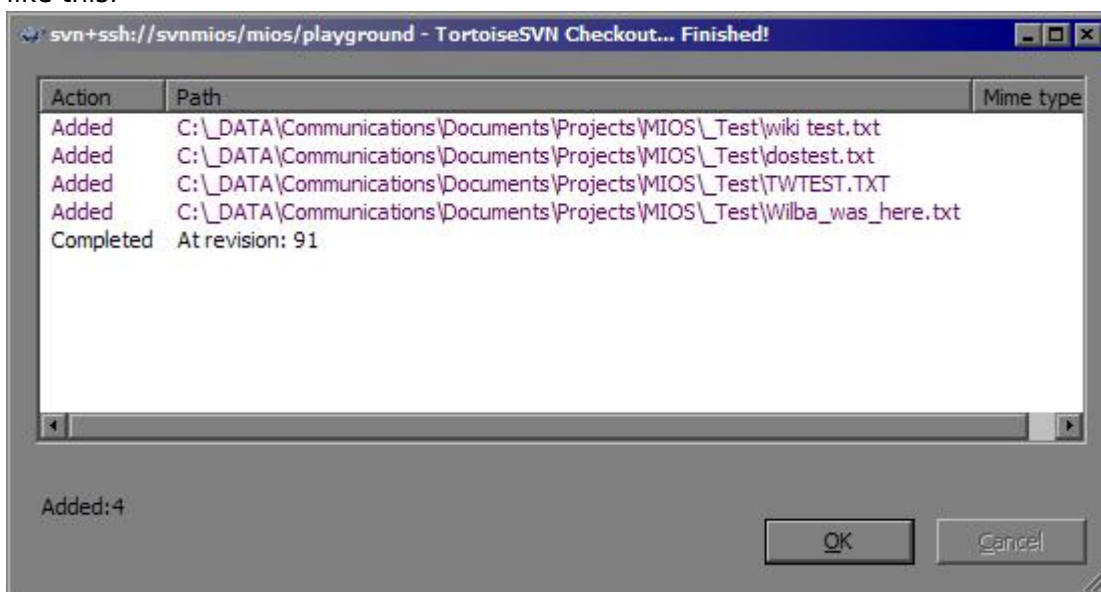 like this:
svn+ssh://svnmios/mios/playground - TortoiseSVN Checkout... Finished!
Action Path Mime type
Added C:\_DATA\Communications\Documents\Projects\MIOS\_Test\wiki test.txt
Added C:\_DATA\Communications\Documents\Projects\MIOS\_Test\dostest.txt
Added C:\_DATA\Communications\Documents\Projects\MIOS\_Test\TWTEST.TXT
Added C:\_DATA\Communications\Documents\Projects\MIOS\_Test\Wilba_was_here.txt
Completed At revision: 91
Added:4
OK Cancel